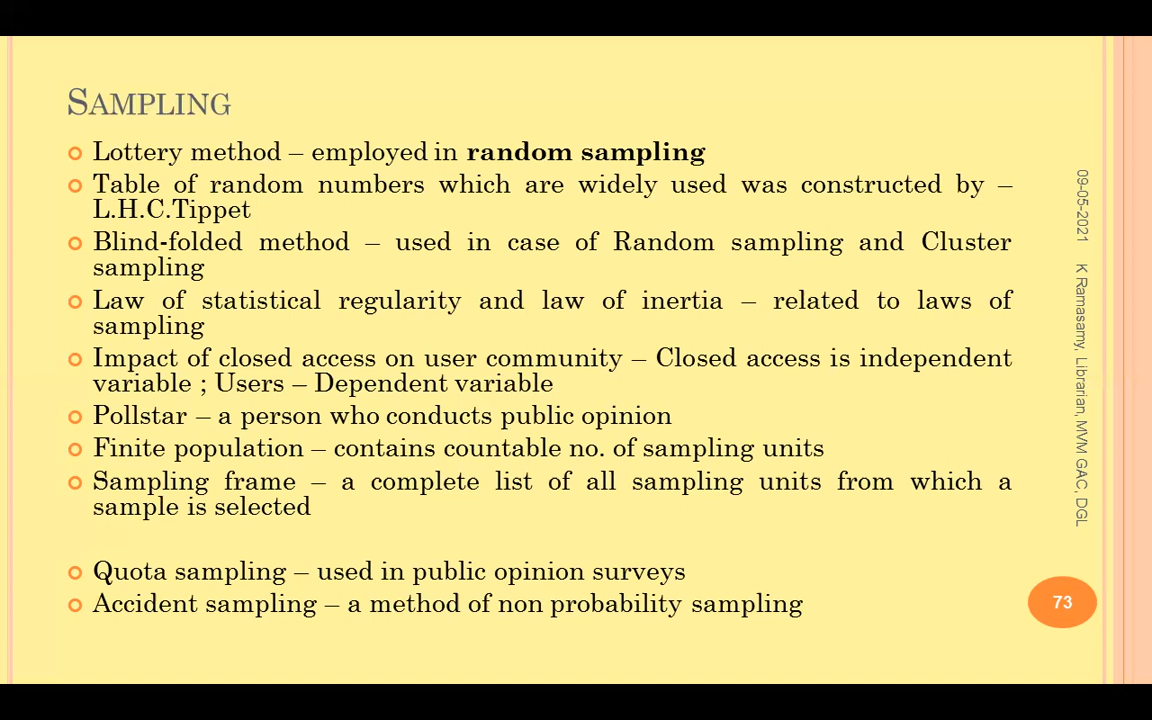 SAMPLING
Lottery method – employed in random sampling
Table of random numbers which are widely used was constructed by –
L.H.C.Tippet
Blind-folded method – used in case of Random sampling and Cluster
sampling
Law of statistical regularity and law of inertia – related to laws of
sampling
Impact of closed access on user community – Closed access is independent
variable ; Users – Dependent variable
Pollstar – a person who conducts public opinion
Finite population – contains countable no. of sampling units
Sampling frame – a complete list of all sampling units from which a
sample is selected
Quota sampling – used in public opinion surveys
Accident sampling – a method of non probability sampling
09-05-2021 K Ramasamy, Librarian, MVM GAC, DGL
73